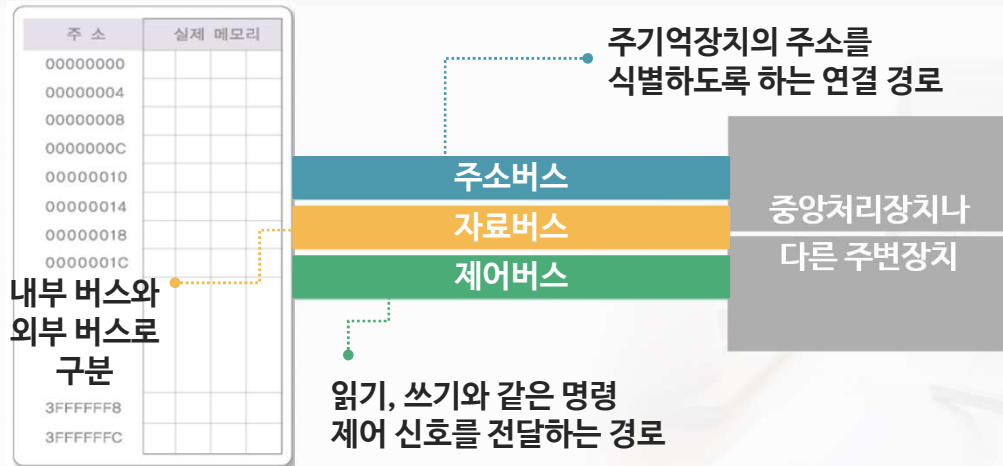 주 소 실제 메모리
00000000
00000004
00000008
0000000C
00000010
00000014
00000018
0000001C
3FFFFFF8
3FFFFFFC
내부 버스와
외부 버스로
구분
주기억장치의 주소를
식별하도록 하는 연결 경로
주소버스
자료버스
제어버스
중앙처리장치나
다른 주변장치
읽기, 쓰기와 같은 명령
제어 신호를 전달하는 경로